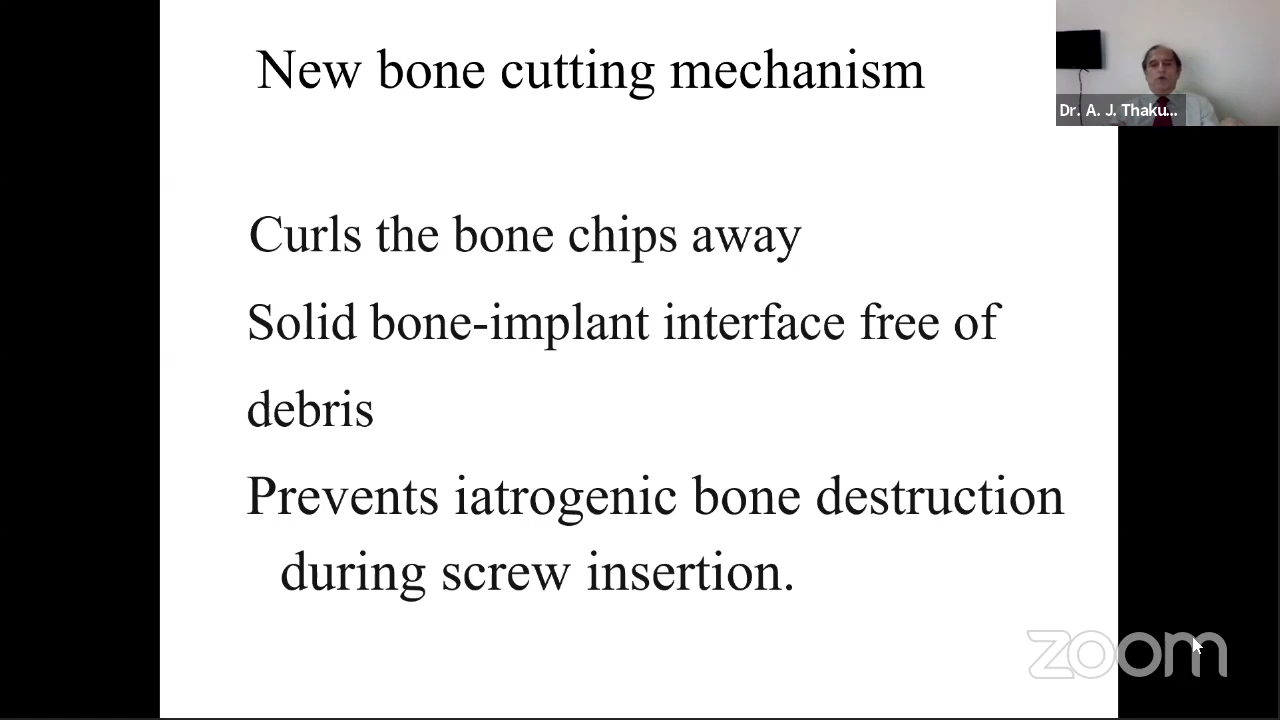 New bone cutting mechanism
Dr. A. J. Thaku...
Curls the bone chips away
Solid bone-implant interface free of
debris
Prevents iatrogenic bone destruction
during screw insertion.
zoom